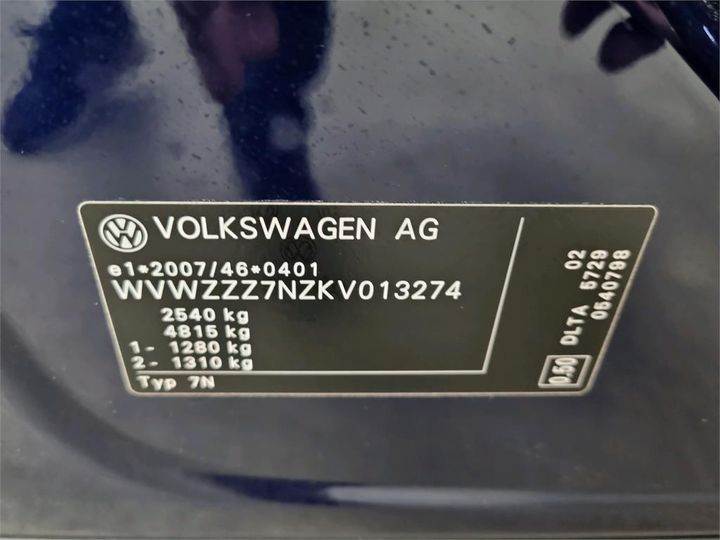 VOLKSWAGEN AG
e1*2007/46*0401
WVWZZZ7NZKV013274
2540 kg
4815 kg
1- 1280 kg
2- 1310 kg
Typ 7N
02
DLTA 5729
0540798
0.50